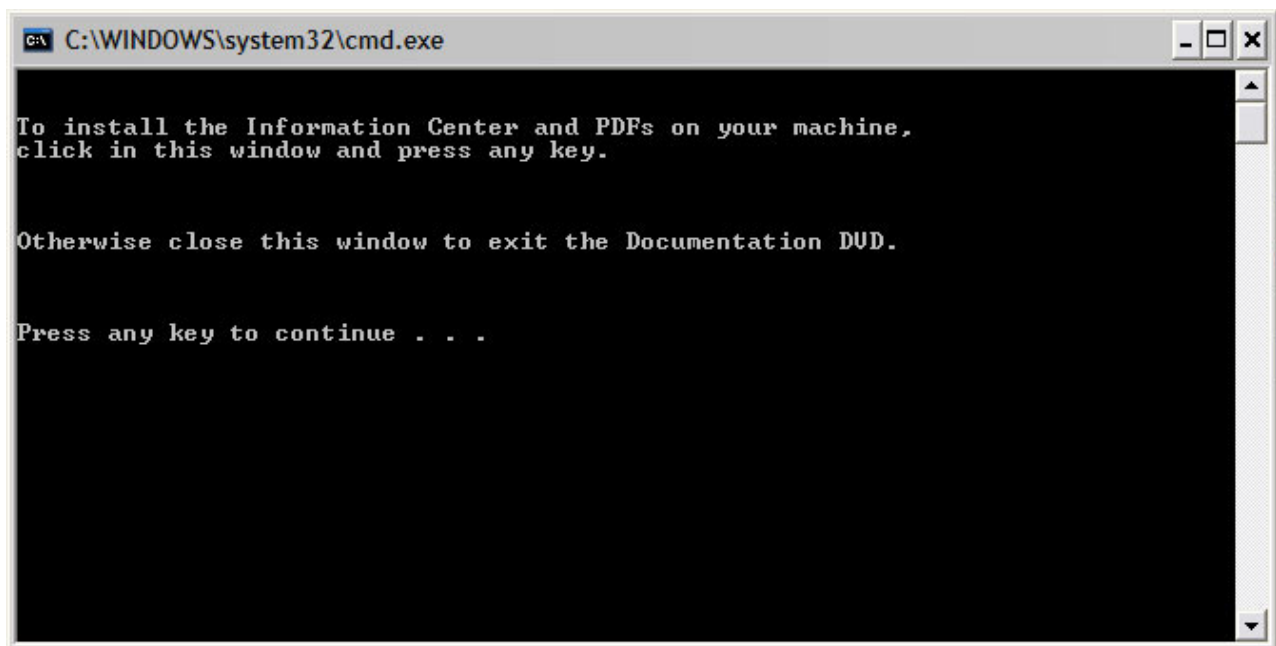 C:\WINDOWS\system32\cmd.exe
To install the Information Center and PDFs on your machine,
click in this window and press any key.
Otherwise close this window to exit the Documentation DVD.
Press any key to continue . . .